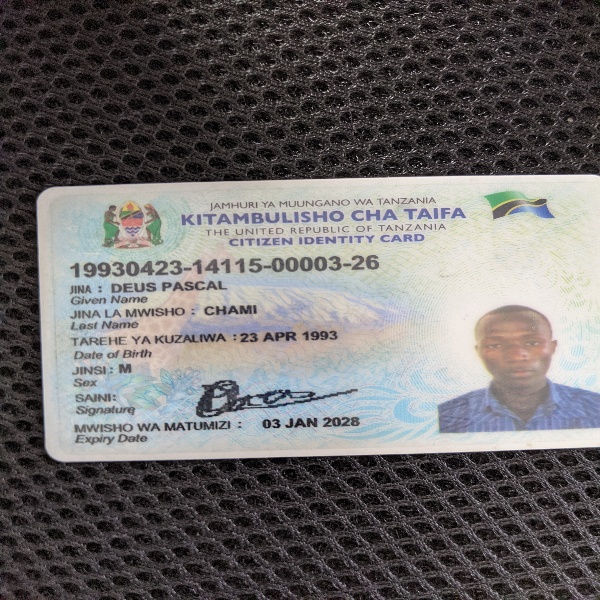 JAMHURI YA MUUNGANO WA TANZANIA
KITAMBULISHO CHA TAIFA
THE UNITED REPUBLIC OF TANZANIA
CITIZEN IDENTITY CARD
19930423-14115-00003-26
JINA : DEUS PASCAL
Given Name
JINA LA MWISHO : CHAMI
Last Name
TAREHE YA KUZALIWA : 23 APR 1993
Date of Birth
JINSI : M
Sex
SAINI:
Signature
MWISHO WA MATUMIZI : 03 JAN 2028
Expiry Date